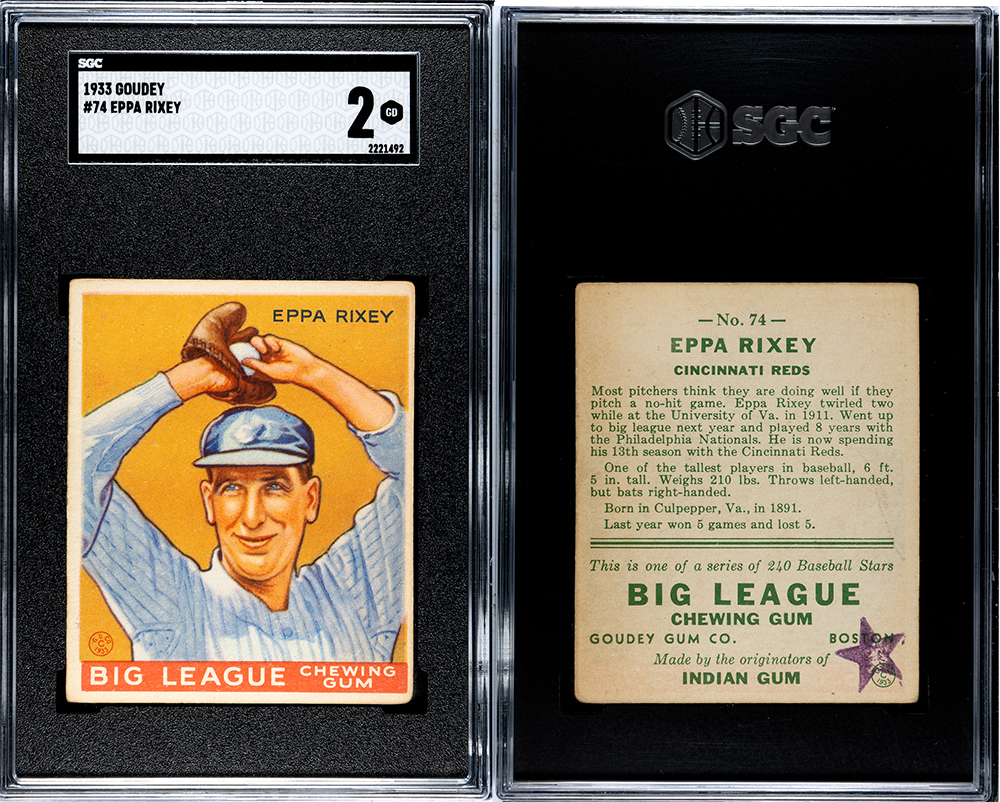 SGC
1933 GOUDEY
#74 EPPA RIXEY
2 GD
2221492
EPPA RIXEY
C
1933
BIG LEAGUE CHEWING GUM
SGC
—No. 74—
EPPA RIXEY
CINCINNATI REDS
Most pitchers think they are doing well if they
pitch a no-hit game. Eppa Rixey twirled two
while at the University of Va. in 1911. Went up
to big league next year and played 8 years with
the Philadelphia Nationals. He is now spending
his 13th season with the Cincinnati Reds.
One of the tallest players in baseball, 6 ft.
5 in. tall. Weighs 210 lbs. Throws left-handed,
but bats right-handed.
Born in Culpepper, Va., in 1891.
Last year won 5 games and lost 5.
This is one of a series of 240 Baseball Stars
BIG LEAGUE
CHEWING GUM
GOUDEY GUM CO. BOSTON
Made by the originators of
INDIAN GUM
C
1933